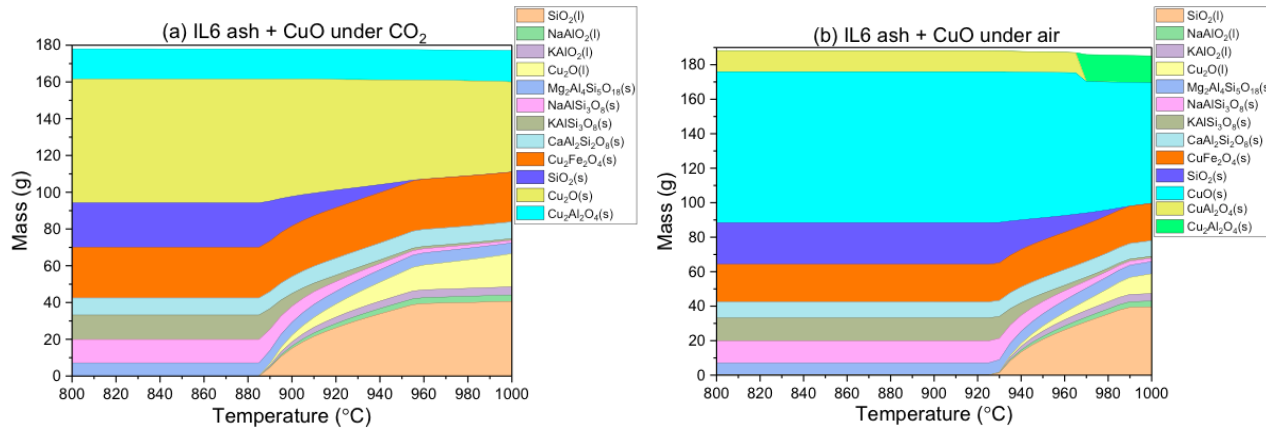 (a) IL6 ash + CuO under CO₂
Mass (g)
180
160
140
120
100
80
60
40
20
0
800 820 840 860 880 900 920 940 960 980 1000
Temperature (°C)
SiO₂(l)
NaAlO₂(l)
KAlO₂(l)
Cu₂O(l)
Mg₂Al₄Si₅O₁₈(s)
NaAlSi₃O₈(s)
KAlSi₃O₈(s)
CaAl₂Si₂O₈(s)
Cu₂Fe₂O₄(s)
SiO₂(s)
Cu₂O(s)
Cu₂Al₂O₄(s)
(b) IL6 ash + CuO under air
Mass (g)
180
160
140
120
100
80
60
40
20
0
800 820 840 860 880 900 920 940 960 980 1000
Temperature (°C)
SiO₂(l)
NaAlO₂(l)
KAlO₂(l)
Cu₂O(l)
Mg₂Al₄Si₅O₁₈(s)
NaAlSi₃O₈(s)
KAlSi₃O₈(s)
CaAl₂Si₂O₈(s)
CuFe₂O₄(s)
SiO₂(s)
CuO(s)
CuAl₂O₄(s)
Cu₂Al₂O₄(s)